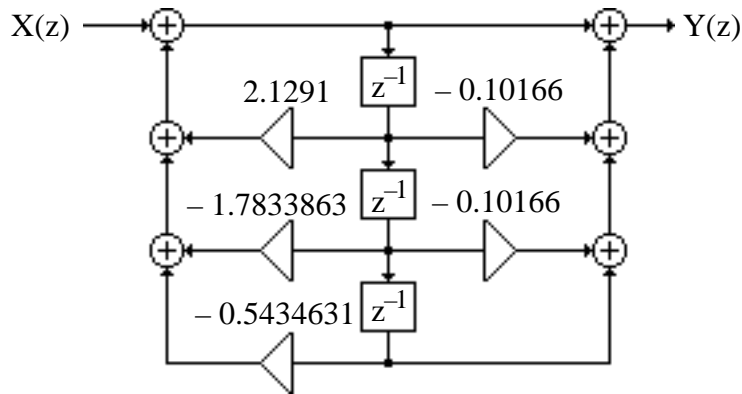 X(z) Y(z)
z⁻¹
2.1291 – 0.10166
z⁻¹
– 1.7833863 – 0.10166
z⁻¹
– 0.5434631